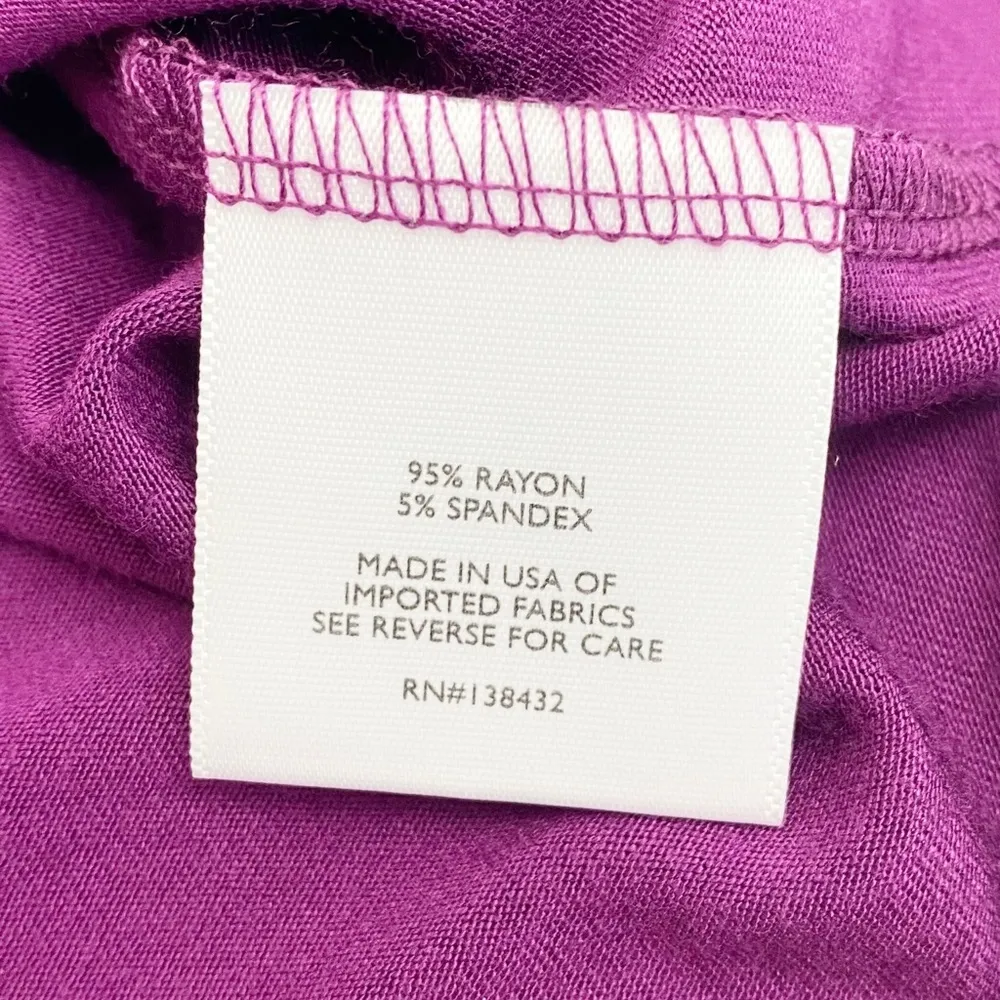 95% RAYON
5% SPANDEX
MADE IN USA OF
IMPORTED FABRICS
SEE REVERSE FOR CARE
RN#138432